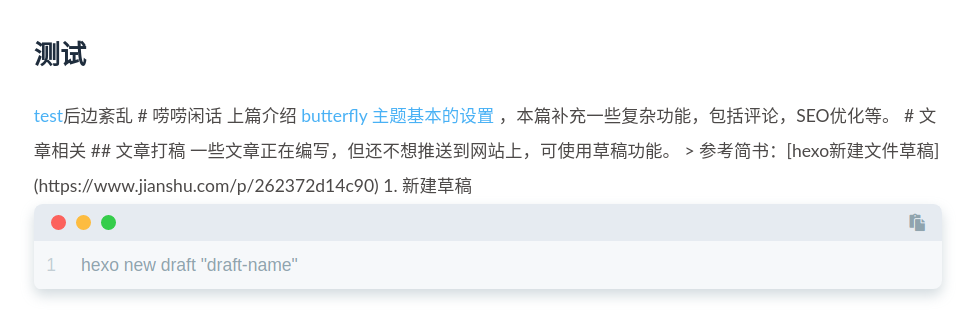 测试
test后边紊乱 # 唠唠闲话 上篇介绍 butterfly 主题基本的设置 ，本篇补充一些复杂功能，包括评论，SEO优化等。 # 文
章相关 ## 文章打稿 一些文章正在编写，但还不想推送到网站上，可使用草稿功能。 > 参考简书：[hexo新建文件草稿]
(https://www.jianshu.com/p/262372d14c90) 1. 新建草稿
1 hexo new draft "draft-name"